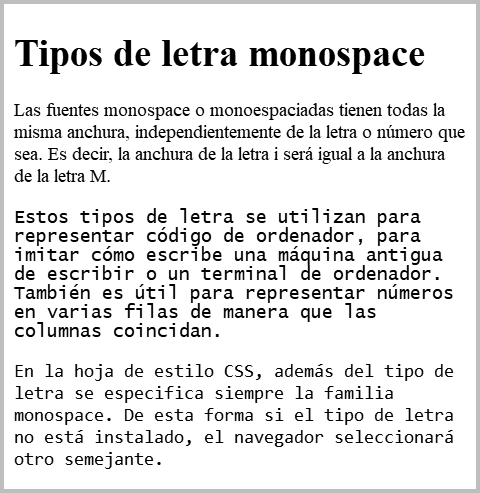 Tipos de letra monospace
Las fuentes monospace o monoespaciadas tienen todas la
misma anchura, independientemente de la letra o número que
sea. Es decir, la anchura de la letra i será igual a la anchura
de la letra M.
Estos tipos de letra se utilizan para
representar código de ordenador, para
imitar cómo escribe una máquina antigua
de escribir o un terminal de ordenador.
También es útil para representar números
en varias filas de manera que las
columnas coincidan.
En la hoja de estilo CSS, además del tipo de
letra se especifica siempre la familia
monospace. De esta forma si el tipo de letra
no está instalado, el navegador seleccionará
otro semejante.